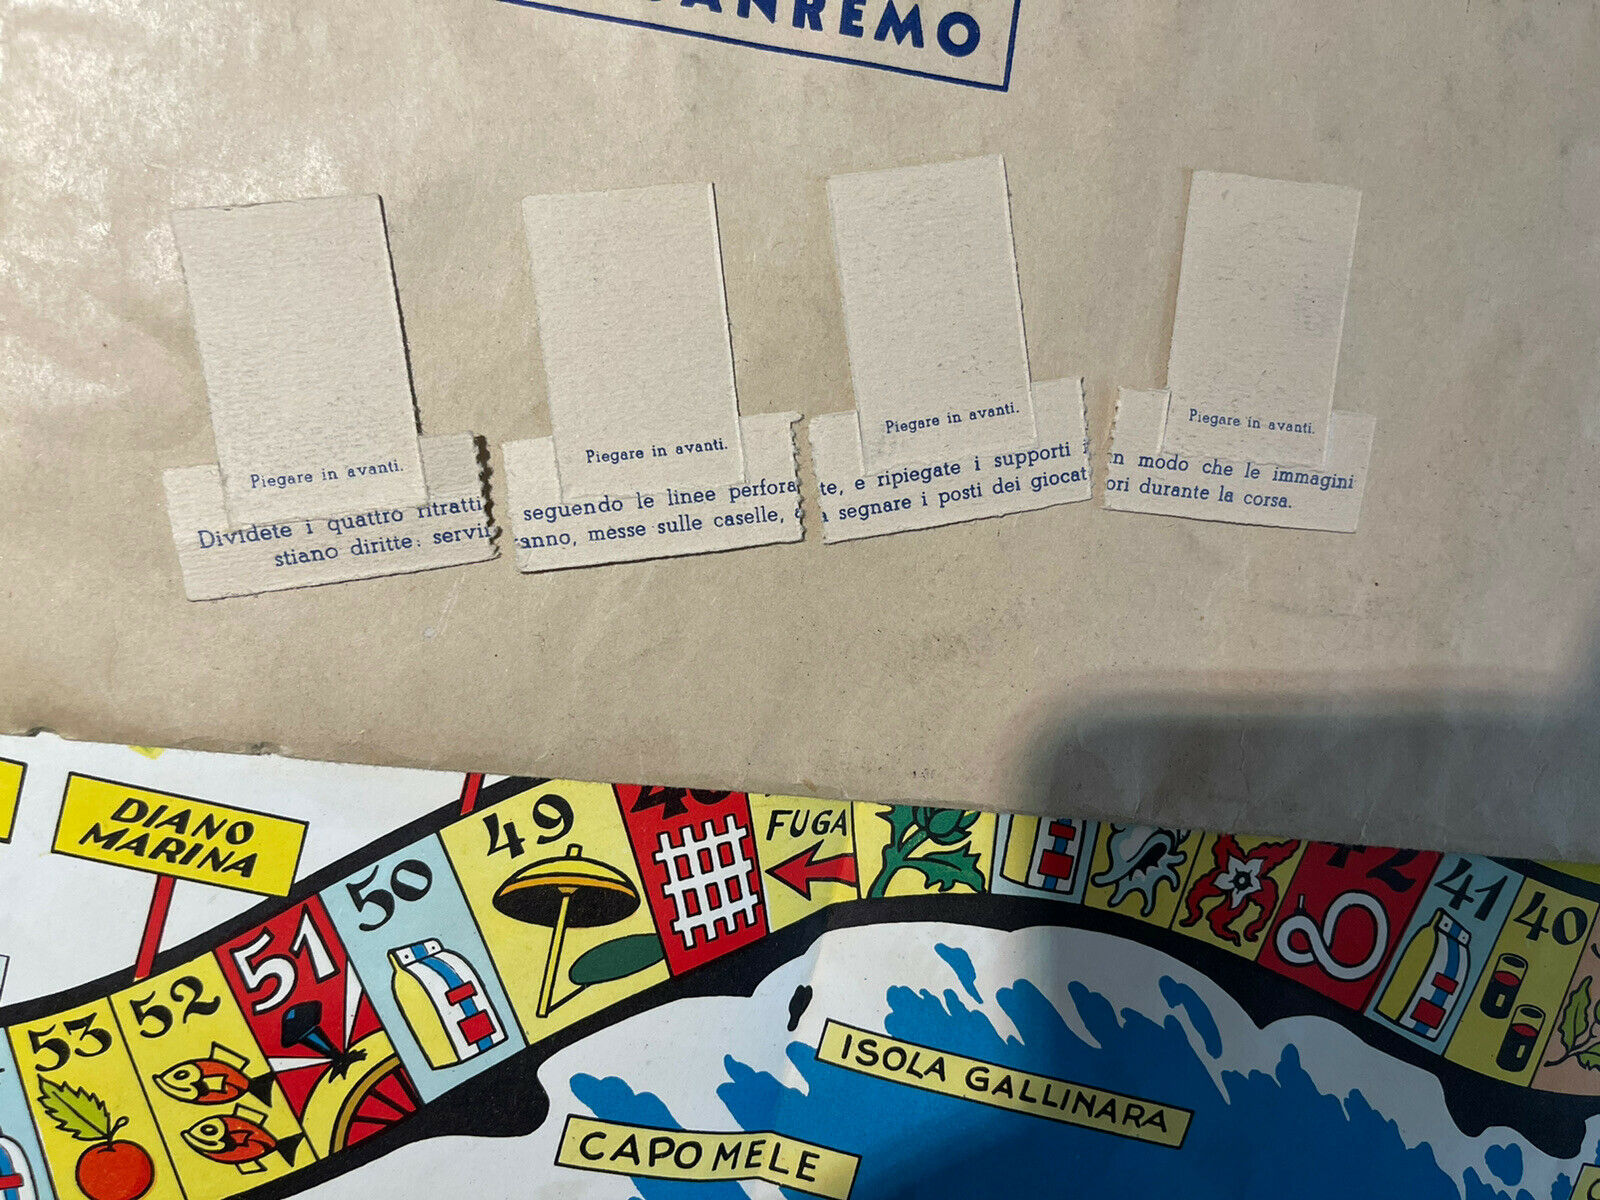 SANREMO
Piegare in avanti.
Dividete i quattro ritratti
stiano diritte: servi
Piegare in avanti.
seguendo le linee perfora
anno, messe sulle caselle,
Piegare in avanti.
te, e ripiegate i supporti i
a segnare i posti dei giocat
Piegare in avanti.
n modo che le immagini
ori durante la corsa.
DIANO
MARINA
53
52
51
50
49
FUGA
42
41
40
ISOLA GALLINARA
CAPO MELE